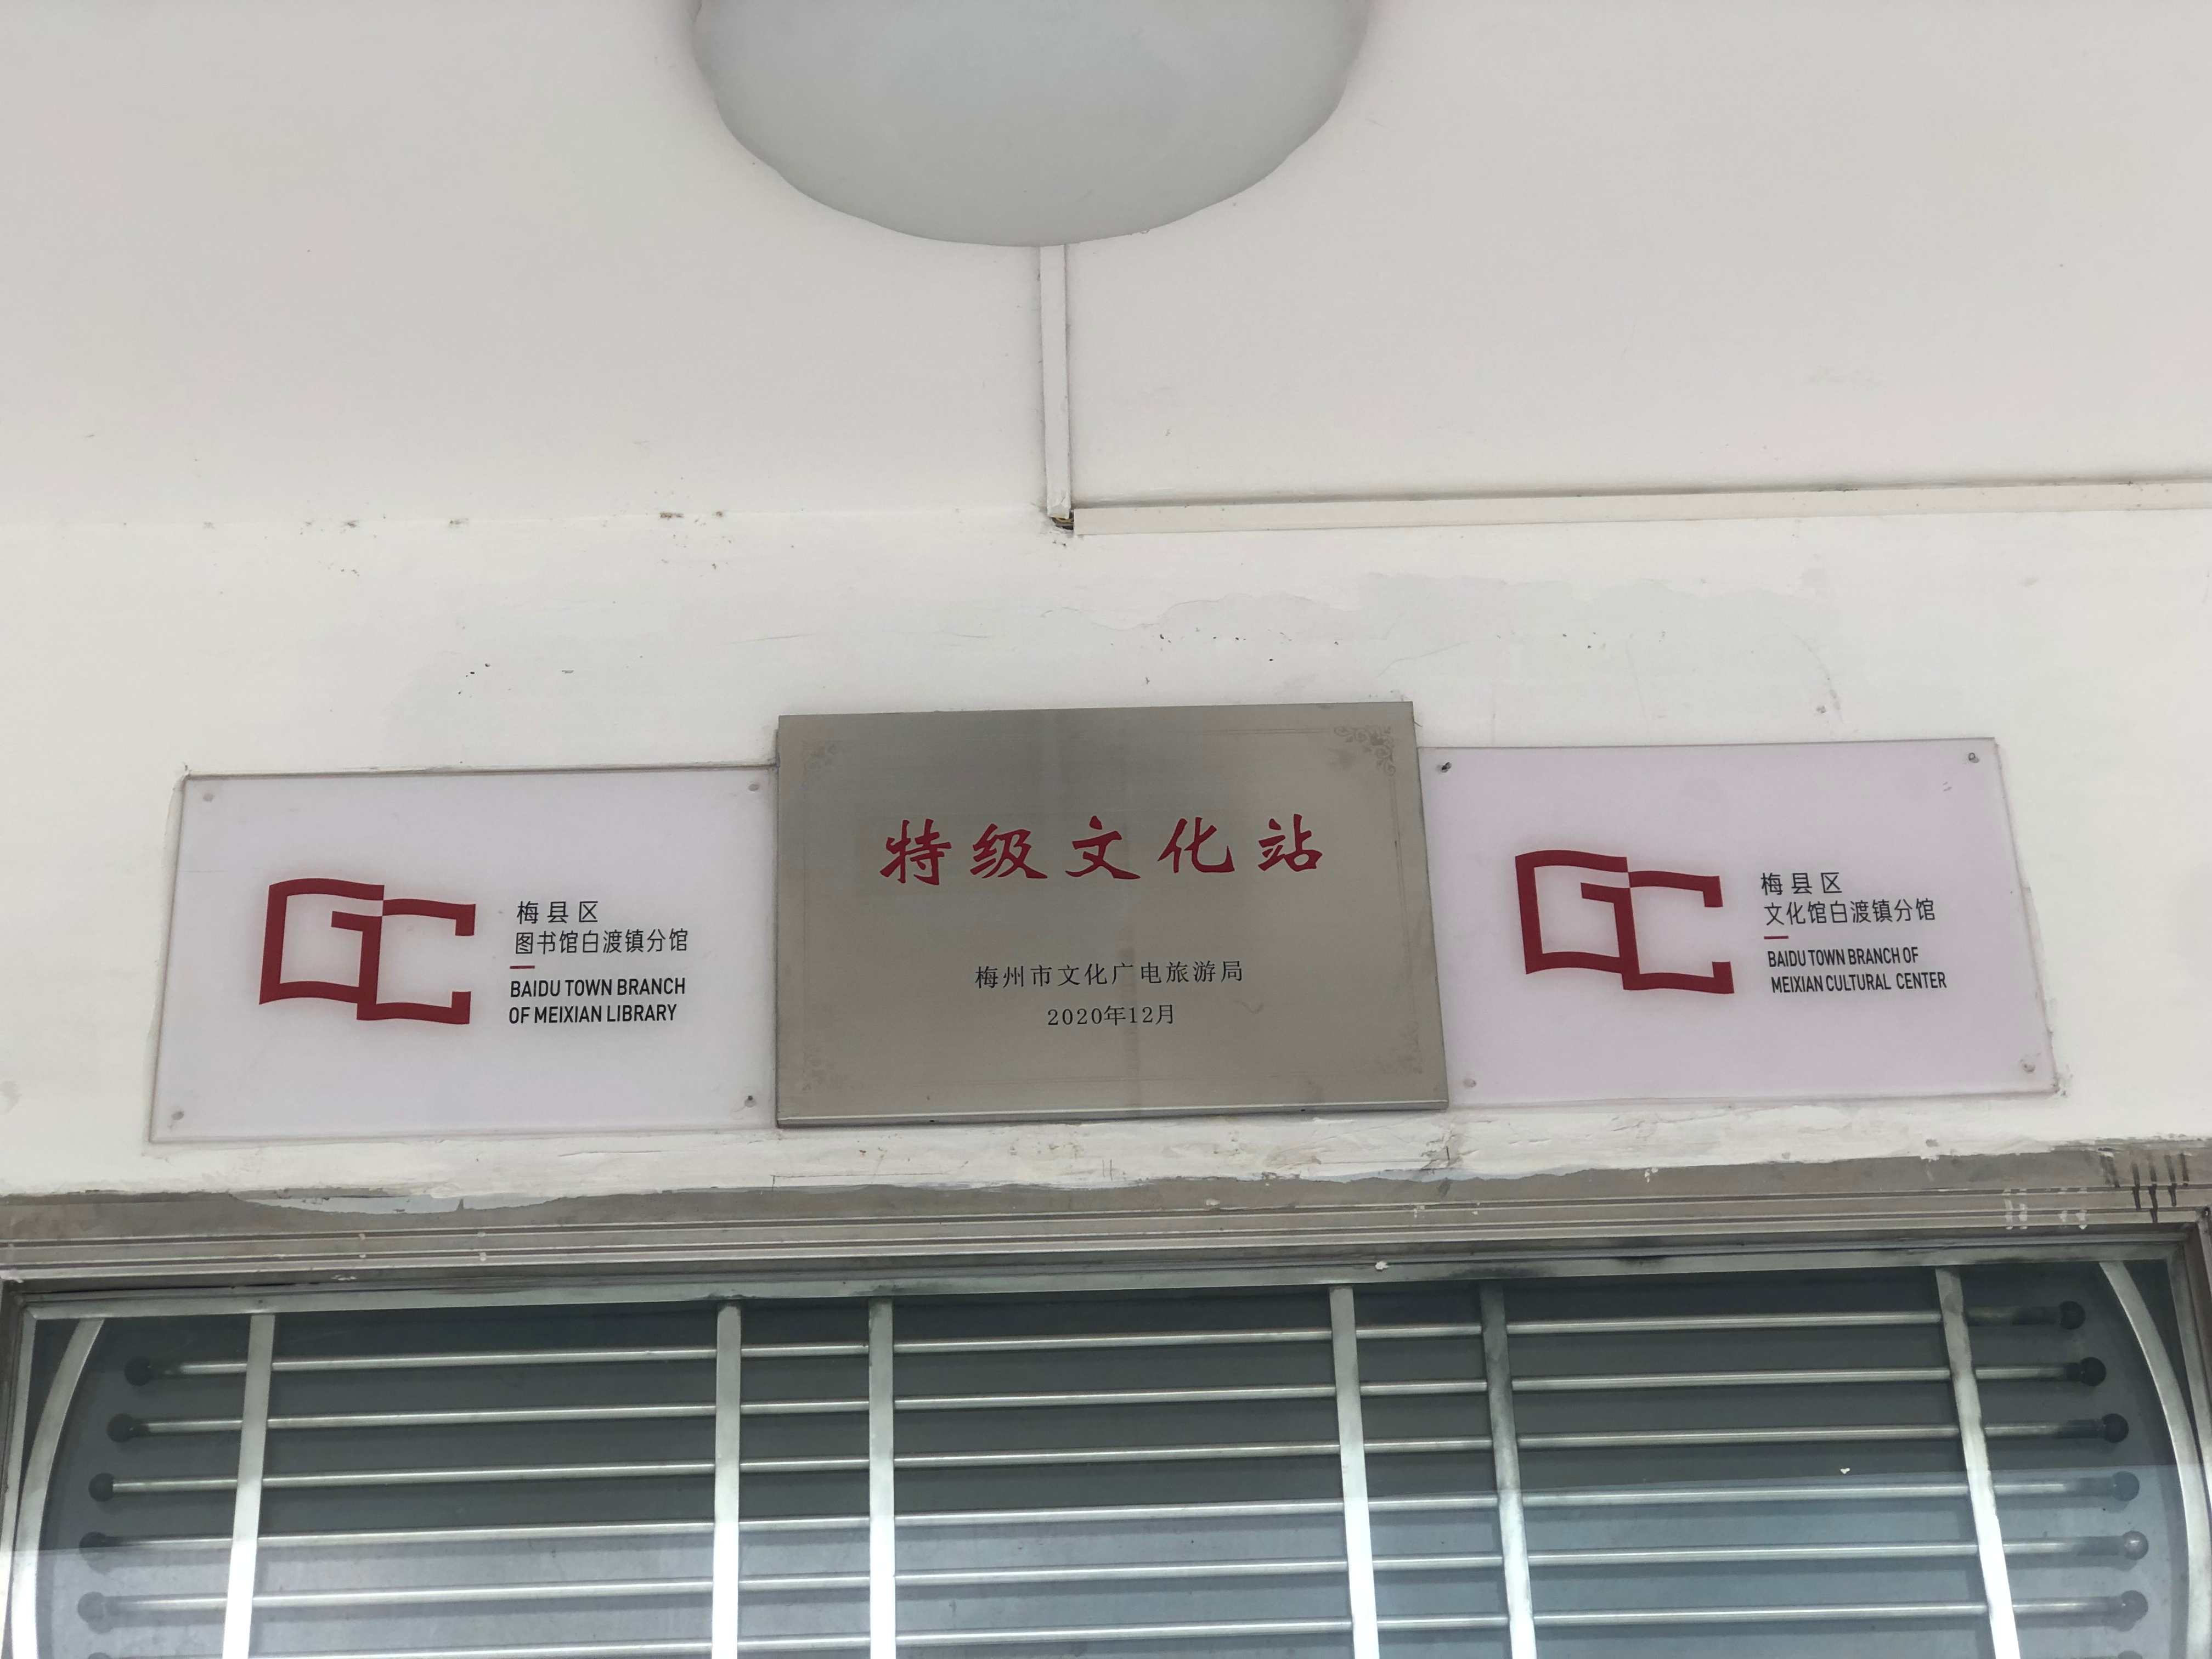 梅县区
图书馆白渡镇分馆
BAIDU TOWN BRANCH
OF MEIXIAN LIBRARY
特级文化站
梅州市文化广电旅游局
2020年12月
梅县区
文化馆白渡镇分馆
BAIDU TOWN BRANCH OF
MEIXIAN CULTURAL CENTER